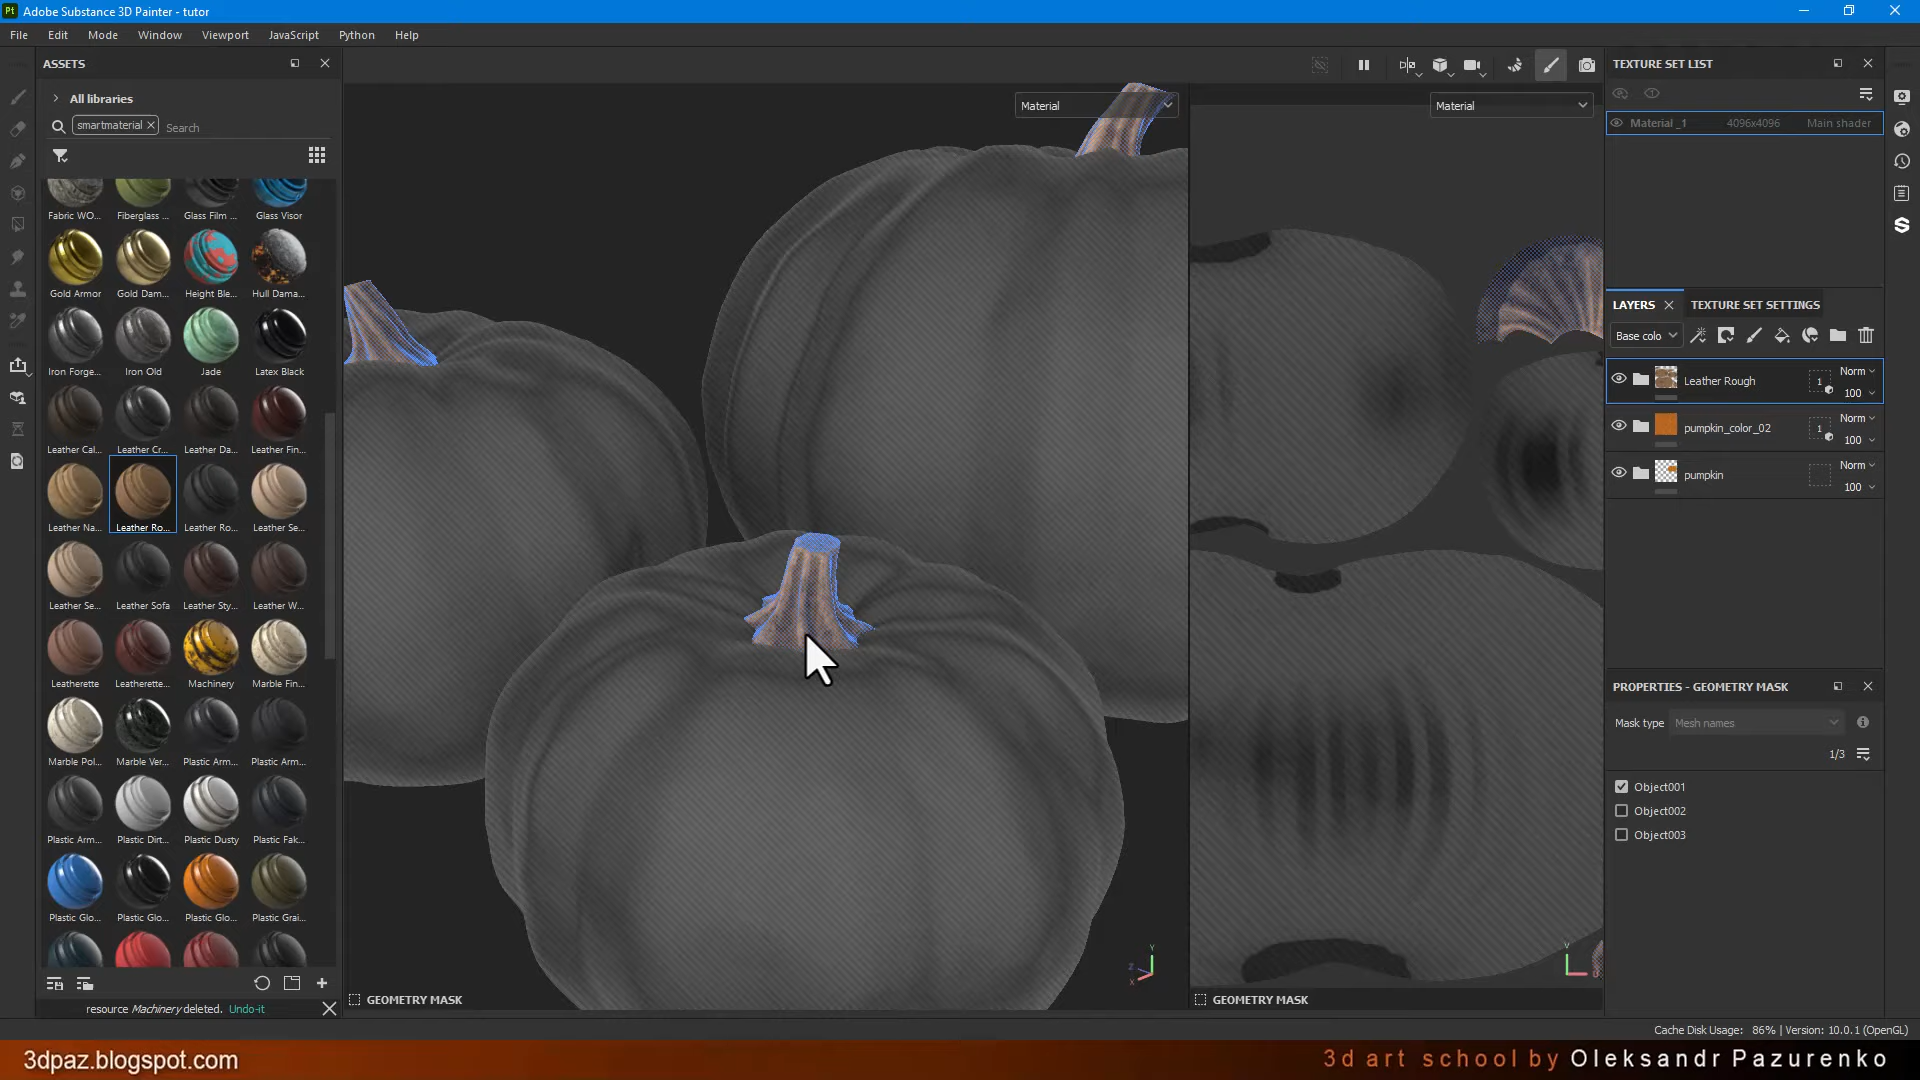 Pt Adobe Substance 3D Painter - tutor
File Edit Mode Window Viewport JavaScript Python Help
ASSETS
All libraries
smartmaterial Search
Fabric WO... Fiberglass ... Glass Film ... Glass Visor
Gold Armor Gold Dam... Height Ble... Hull Dama...
Iron Forge... Iron Old Jade Latex Black
Leather Cal... Leather Cr... Leather Da... Leather Fin...
Leather Na... Leather Ro... Leather Ro... Leather Se...
Leather Se... Leather Sofa Leather Sty... Leather W...
Leatherette Leatherette... Machinery Marble Fin...
Marble Pol... Marble Ver... Plastic Arm... Plastic Arm...
Plastic Arm... Plastic Dirt... Plastic Dusty Plastic Fak...
Plastic Glo... Plastic Glo... Plastic Glo... Plastic Grai...
resource Machinery deleted. Undo-it
Material
Y
Z
X
GEOMETRY MASK
Material
GEOMETRY MASK
TEXTURE SET LIST
Material _1 4096x4096 Main shader
LAYERS TEXTURE SET SETTINGS
Base colo
Leather Rough 1 Norm
100
pumpkin_color_02 1 Norm
100
pumpkin Norm
100
PROPERTIES - GEOMETRY MASK
Mask type Mesh names
1/3
Object001
Object002
Object003
Cache Disk Usage: 86% | Version: 10.0.1 (OpenGL)
3dpaz.blogspot.com
3d art school by Oleksandr Pazurenko